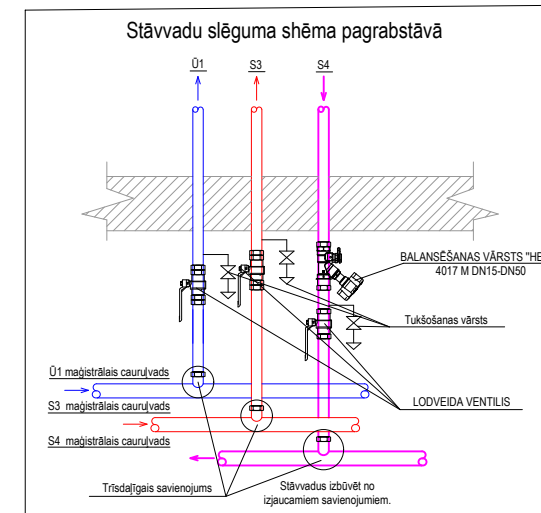 Stāvvadu slēguma shēma pagrabstāvā
Ū1
S3
S4
BALANSĒŠANAS VĀRSTS "HE
4017 M DN15-DN50
Tukšošanas vārsts
Ū1 maģistrālais cauruļvads
S3 maģistrālais cauruļvads
S4 maģistrālais cauruļvads
LODVEIDA VENTILIS
Trīsdaļīgais savienojums
Stāvvadus izbūvēt no
izjaucamiem savienojumiem.